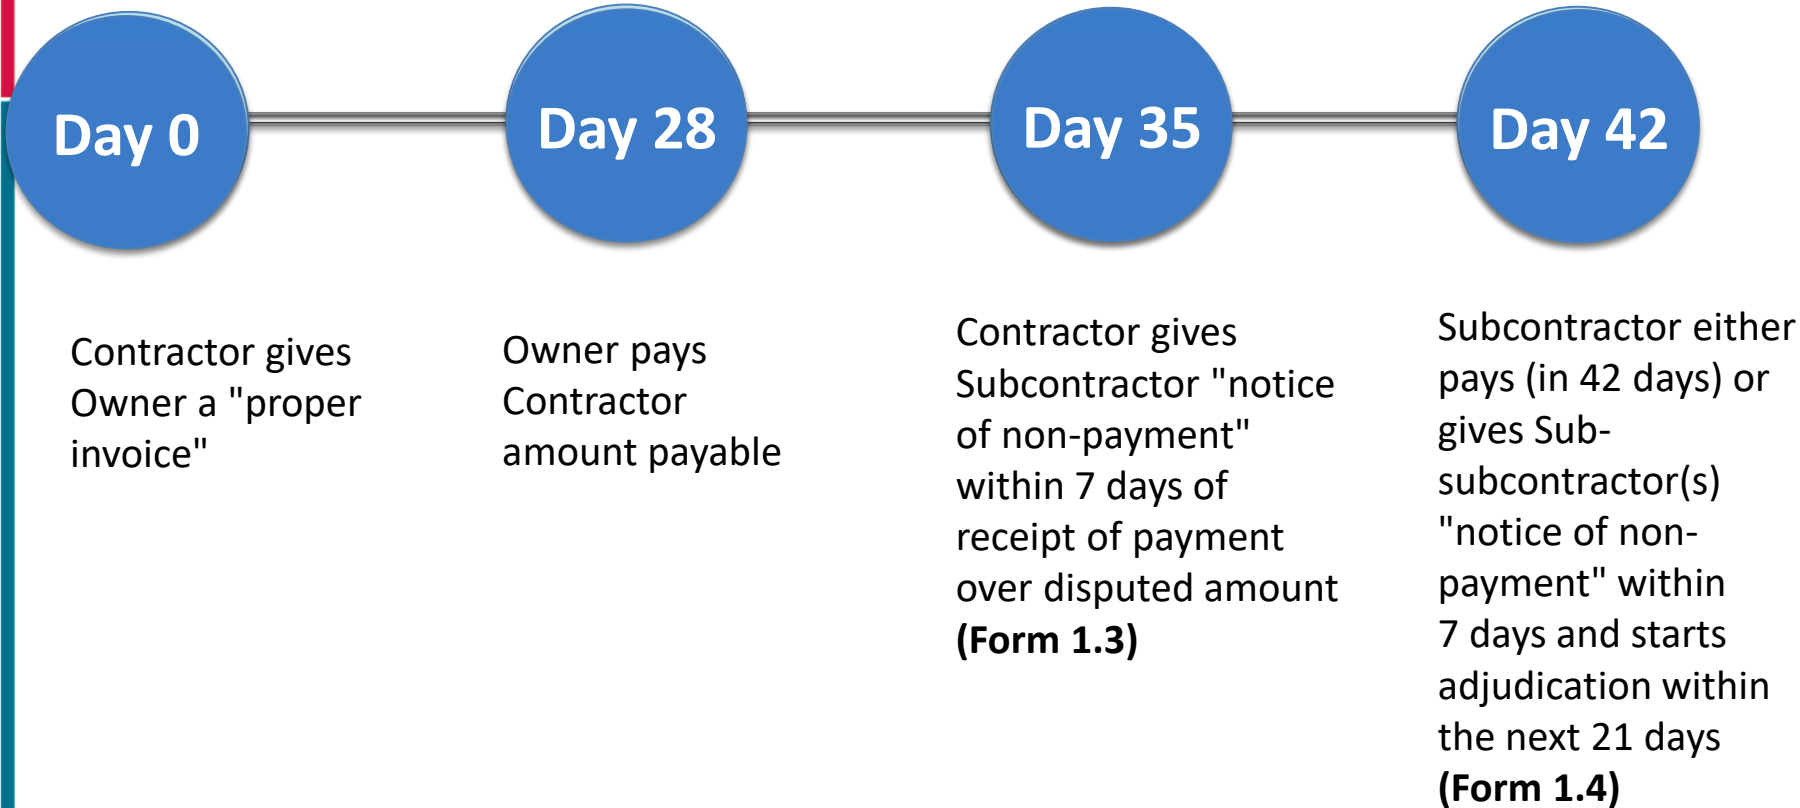 Day 0
Day 28
Day 35
Day 42
Contractor gives
Owner a "proper
invoice"
Owner pays
Contractor
amount payable
Contractor gives
Subcontractor "notice
of non-payment"
within 7 days of
receipt of payment
over disputed amount
(Form 1.3)
Subcontractor either
pays (in 42 days) or
gives Sub-
subcontractor(s)
"notice of non-
payment" within
7 days and starts
adjudication within
the next 21 days
(Form 1.4)